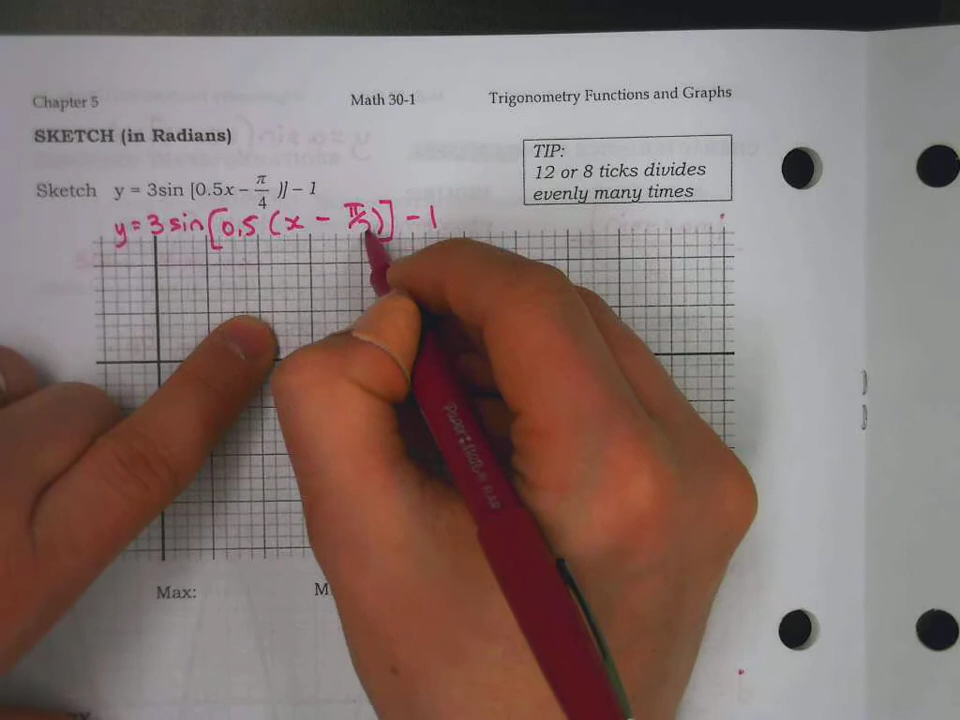 Chapter 5
Math 30-1
Trigonometry Functions and Graphs
SKETCH (in Radians)
TIP:
12 or 8 ticks divides
evenly many times
Sketch y = 3sin [0.5x − π/4 )] − 1
y = 3 sin [0.5 (x − π/2)] − 1
Max:
M